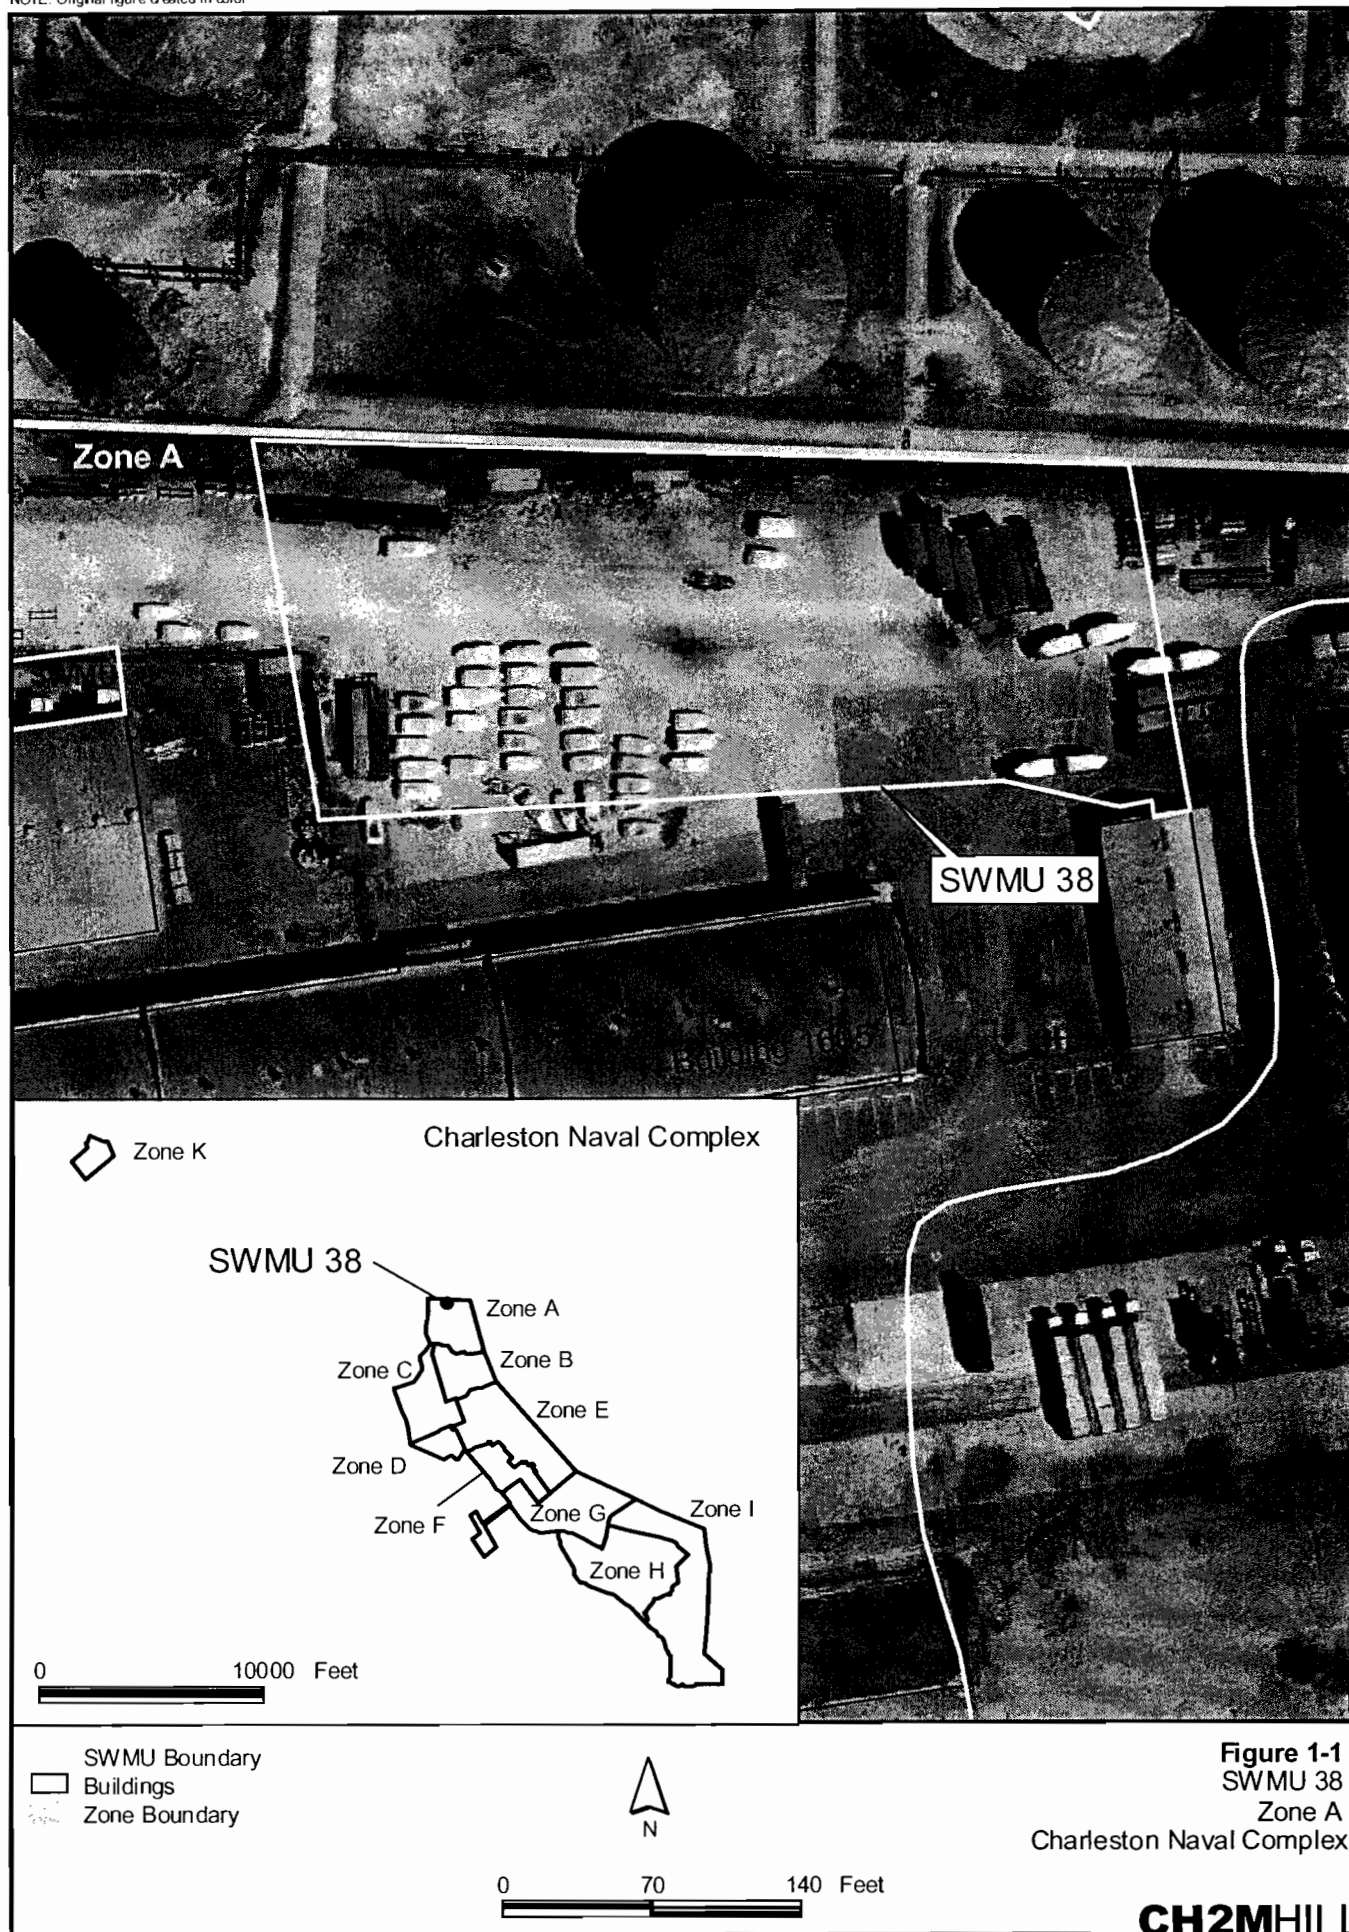 NOTE: Original figure created in color
Zone A
SWMU
SWMU 38
Building 1605
Zone K
Charleston Naval Complex
SWMU 38
Zone A
Zone B
Zone C
Zone E
Zone D
Zone F
Zone G
Zone I
Zone H
0 10000 Feet
SWMU Boundary
Buildings
Zone Boundary
N
0 70 140 Feet
Figure 1-1
SWMU 38
Zone A
Charleston Naval Complex
CH2MHILL